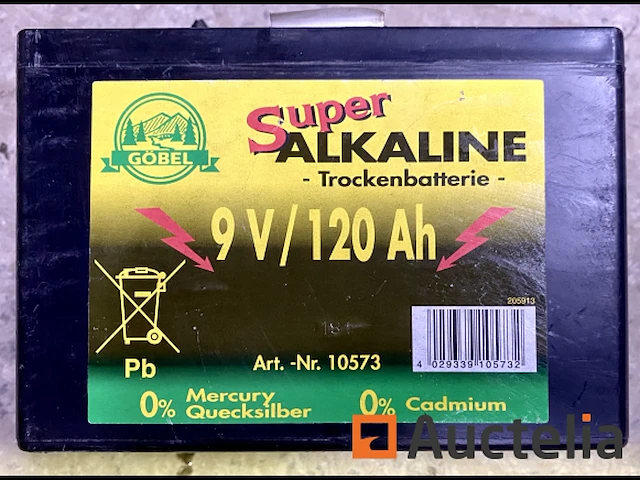 GÖBEL
Super
ALKALINE
- Trockenbatterie -
9 V / 120 Ah
205913
4 029339 105732
Pb
Art. -Nr. 10573
0% Mercury
Quecksilber
0% Cadmium
Auctelia